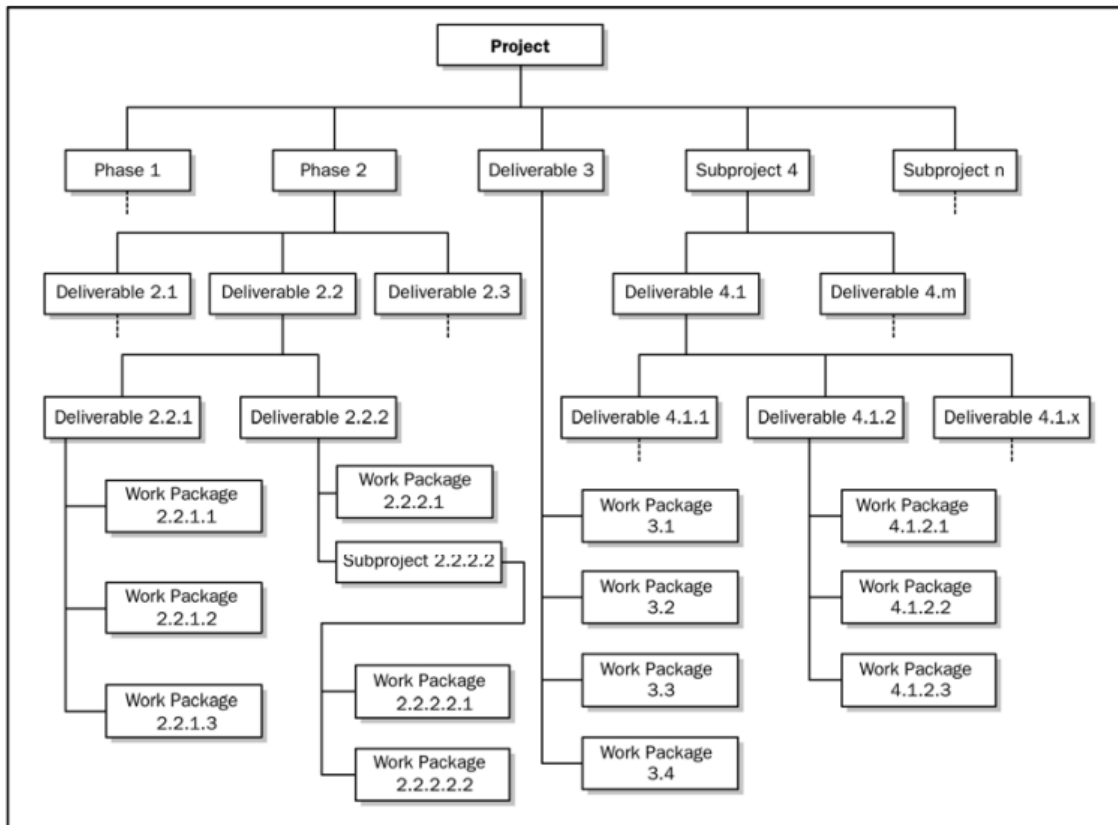 Project
Phase 1
Phase 2
Deliverable 3
Subproject 4
Subproject n
Deliverable 2.1
Deliverable 2.2
Deliverable 2.3
Deliverable 4.1
Deliverable 4.m
Deliverable 2.2.1
Deliverable 2.2.2
Deliverable 4.1.1
Deliverable 4.1.2
Deliverable 4.1.x
Work Package
2.2.1.1
Work Package
2.2.1.2
Work Package
2.2.1.3
Work Package
2.2.2.1
Subproject 2.2.2.2
Work Package
2.2.2.2.1
Work Package
2.2.2.2.2
Work Package
3.1
Work Package
3.2
Work Package
3.3
Work Package
3.4
Work Package
4.1.2.1
Work Package
4.1.2.2
Work Package
4.1.2.3